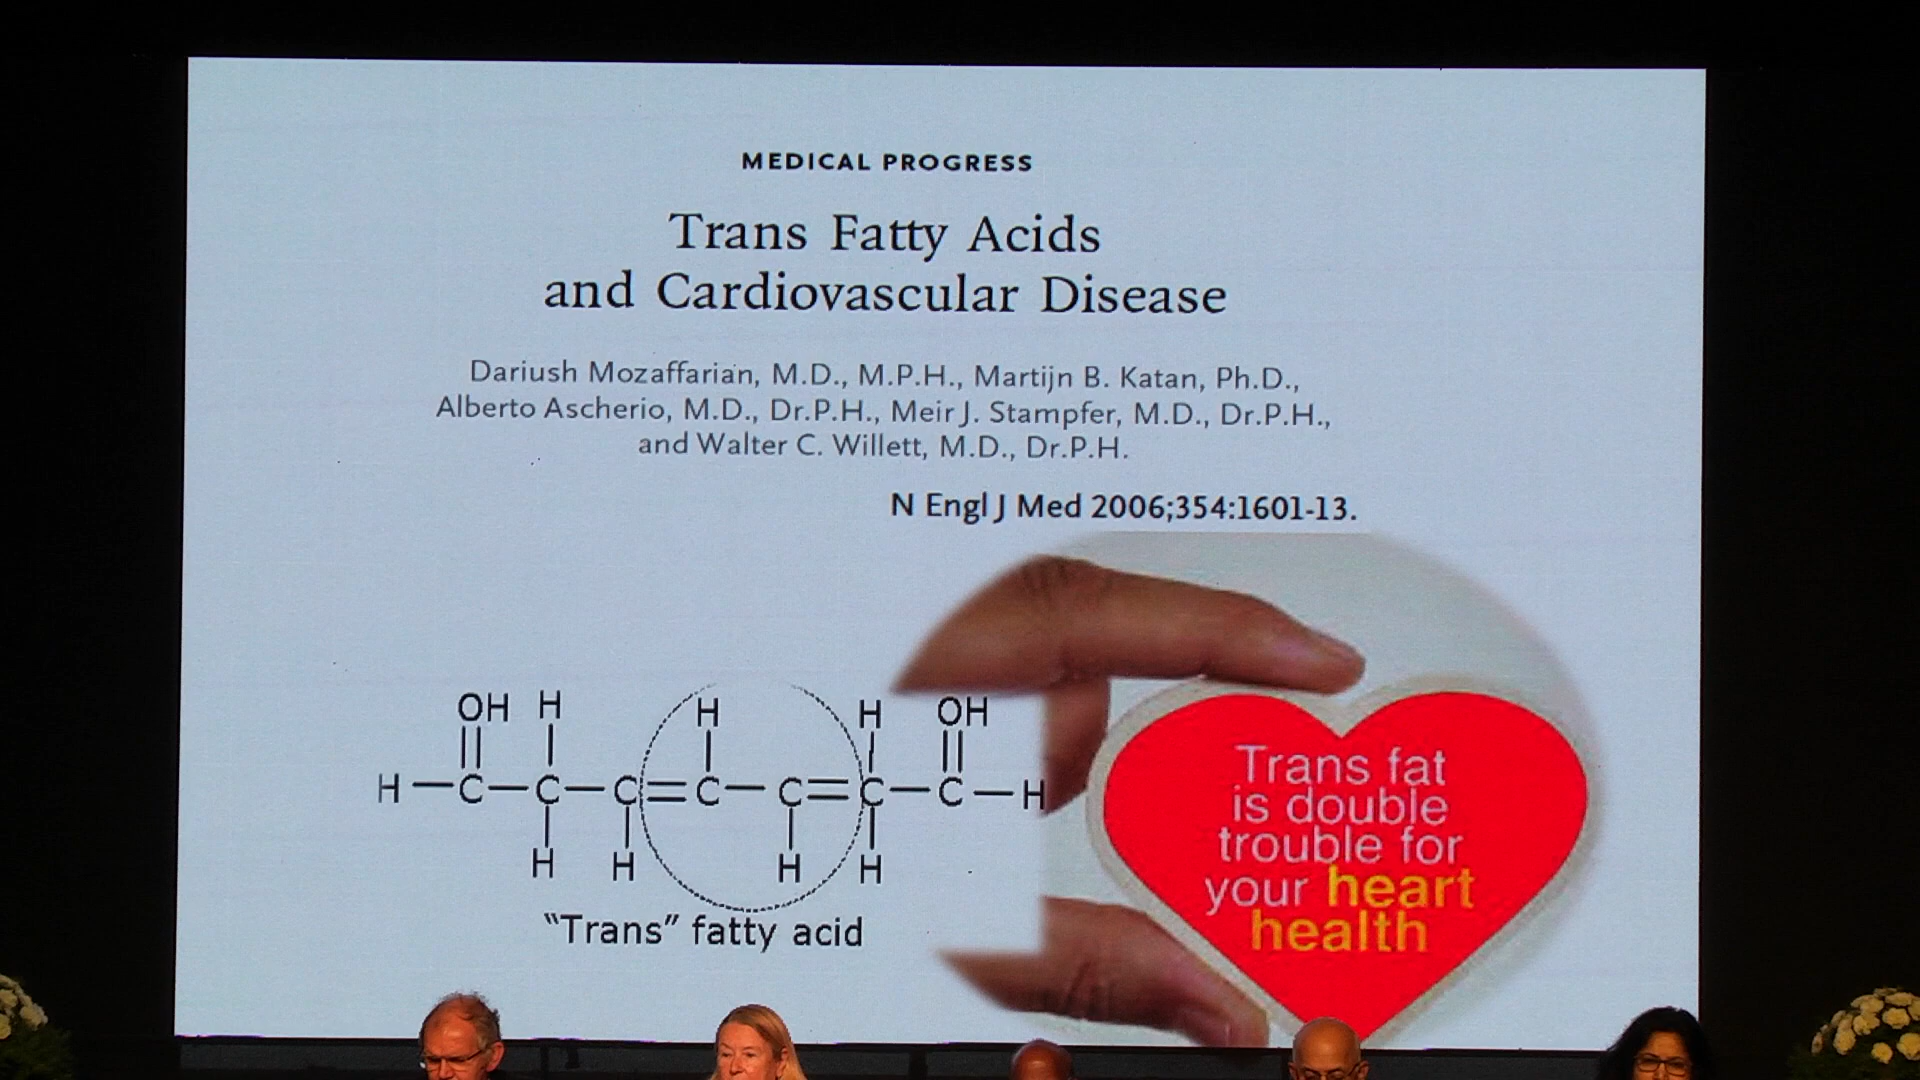 MEDICAL PROGRESS
Trans Fatty Acids
and Cardiovascular Disease
Dariush Mozaffarian, M.D., M.P.H., Martijn B. Katan, Ph.D.,
Alberto Ascherio, M.D., Dr.P.H., Meir J. Stampfer, M.D., Dr.P.H.,
and Walter C. Willett, M.D., Dr.P.H.
N Engl J Med 2006;354:1601-13.
OH H H H OH
H—C—C—C=C—C=C—C—H
H H H H
"Trans" fatty acid
Trans fat
is double
trouble for
your heart
health